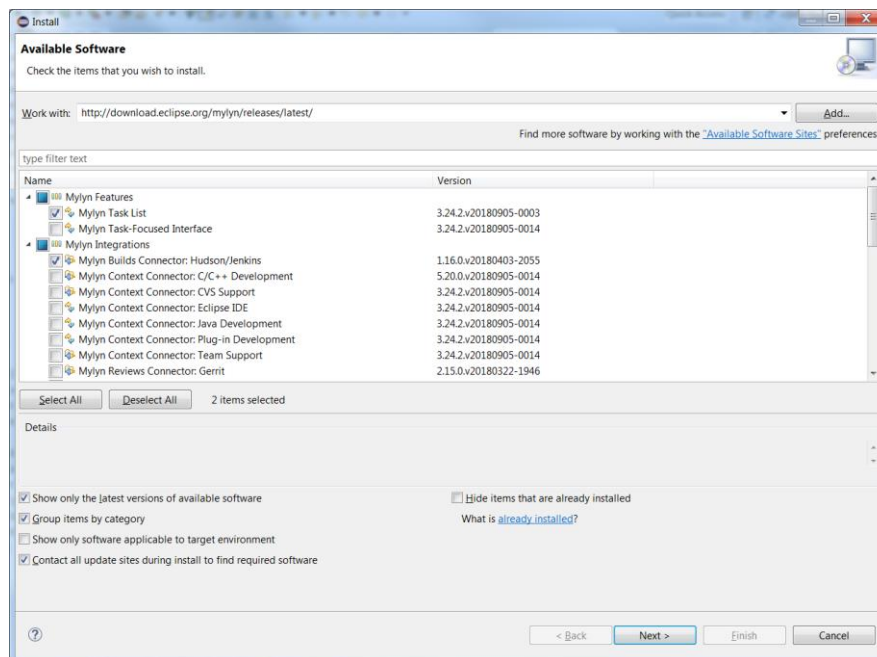 Install
Available Software
Check the items that you wish to install.
Work with: http://download.eclipse.org/mylyn/releases/latest/ Add...
Find more software by working with the "Available Software Sites" preferences
type filter text
Name Version
Mylyn Features
Mylyn Task List 3.24.2.v20180905-0003
Mylyn Task-Focused Interface 3.24.2.v20180905-0014
Mylyn Integrations
Mylyn Builds Connector: Hudson/Jenkins 1.16.0.v20180403-2055
Mylyn Context Connector: C/C++ Development 5.20.0.v20180905-0014
Mylyn Context Connector: CVS Support 3.24.2.v20180905-0014
Mylyn Context Connector: Eclipse IDE 3.24.2.v20180905-0014
Mylyn Context Connector: Java Development 3.24.2.v20180905-0014
Mylyn Context Connector: Plug-in Development 3.24.2.v20180905-0014
Mylyn Context Connector: Team Support 3.24.2.v20180905-0014
Mylyn Reviews Connector: Gerrit 2.15.0.v20180322-1946
Select All Deselect All 2 items selected
Details
Show only the latest versions of available software Hide items that are already installed
Group items by category What is already installed?
Show only software applicable to target environment
Contact all update sites during install to find required software
< Back Next > Finish Cancel